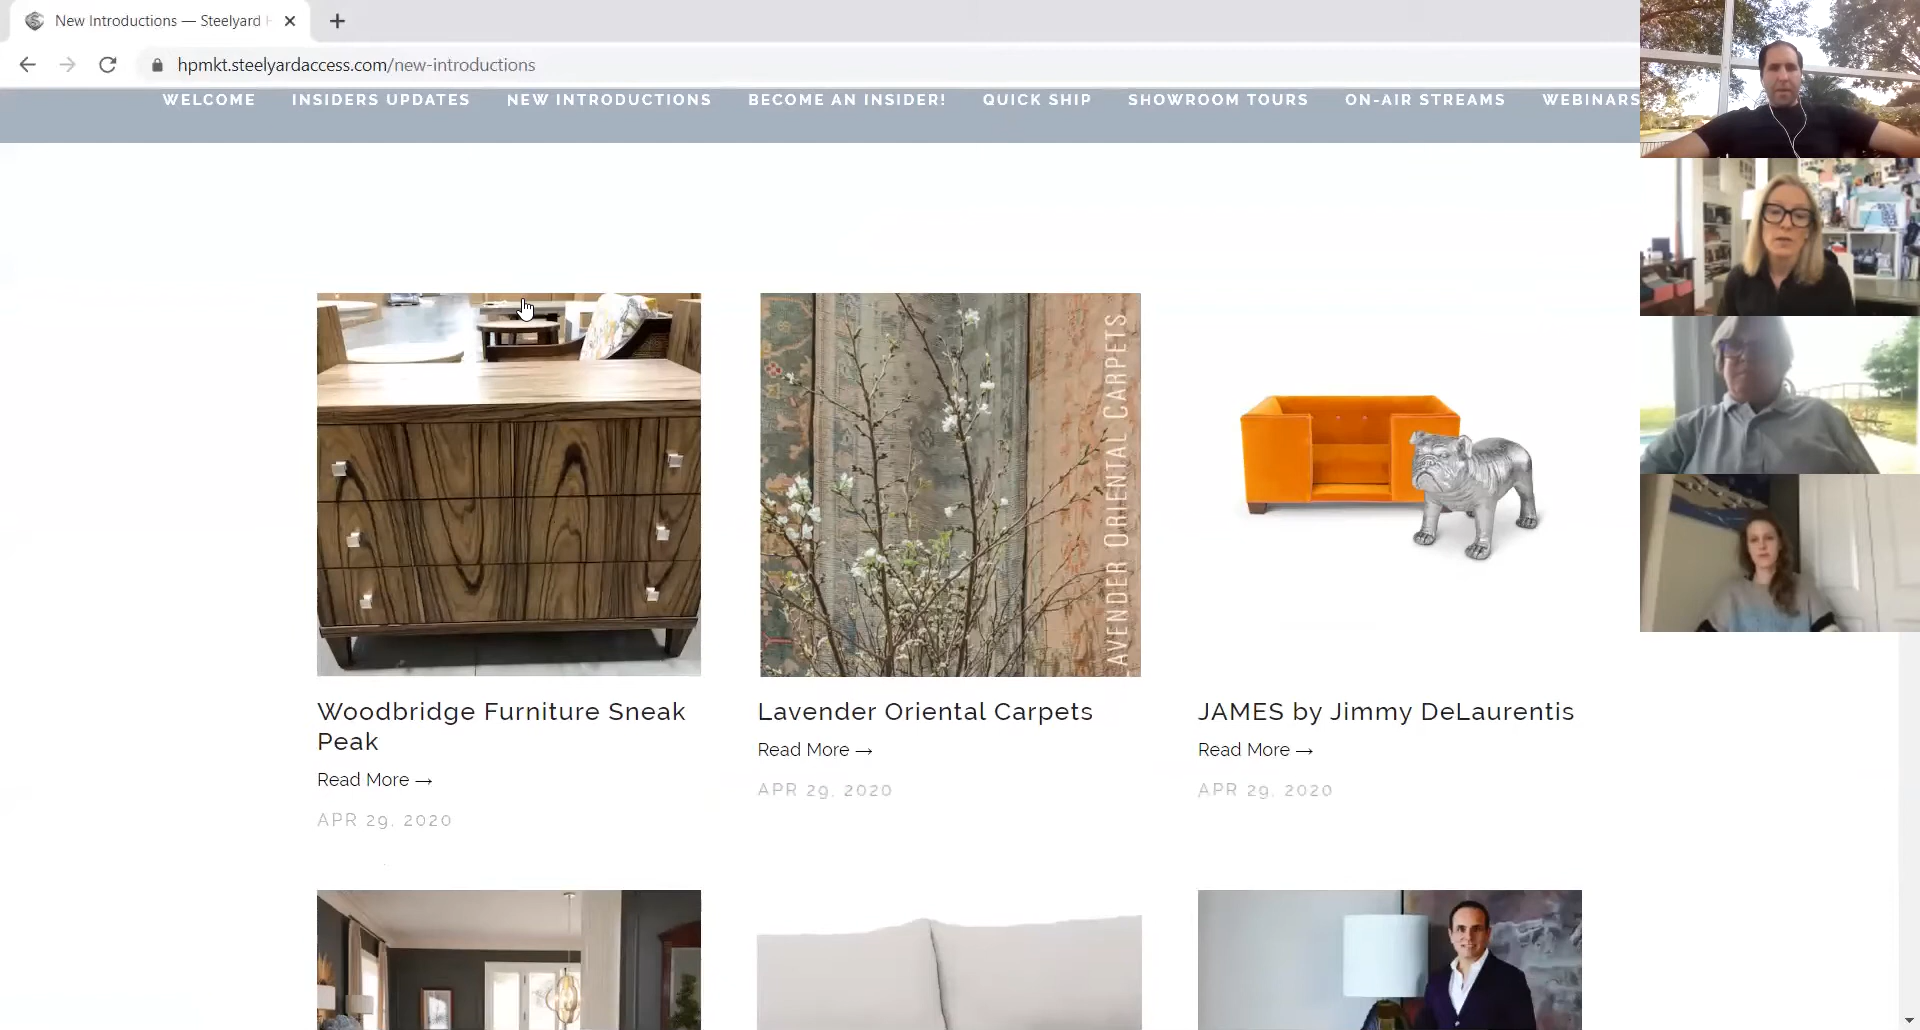 New Introductions — Steelyard
hpmkt.steelyardaccess.com/new-introductions
WELCOME INSIDERS UPDATES NEW INTRODUCTIONS BECOME AN INSIDER! QUICK SHIP SHOWROOM TOURS ON-AIR STREAMS WEBINARS
AVENDER ORIENTAL CARPETS
Woodbridge Furniture Sneak
Peak
Read More →
APR 29, 2020
Lavender Oriental Carpets
Read More →
APR 29, 2020
JAMES by Jimmy DeLaurentis
Read More →
APR 29, 2020